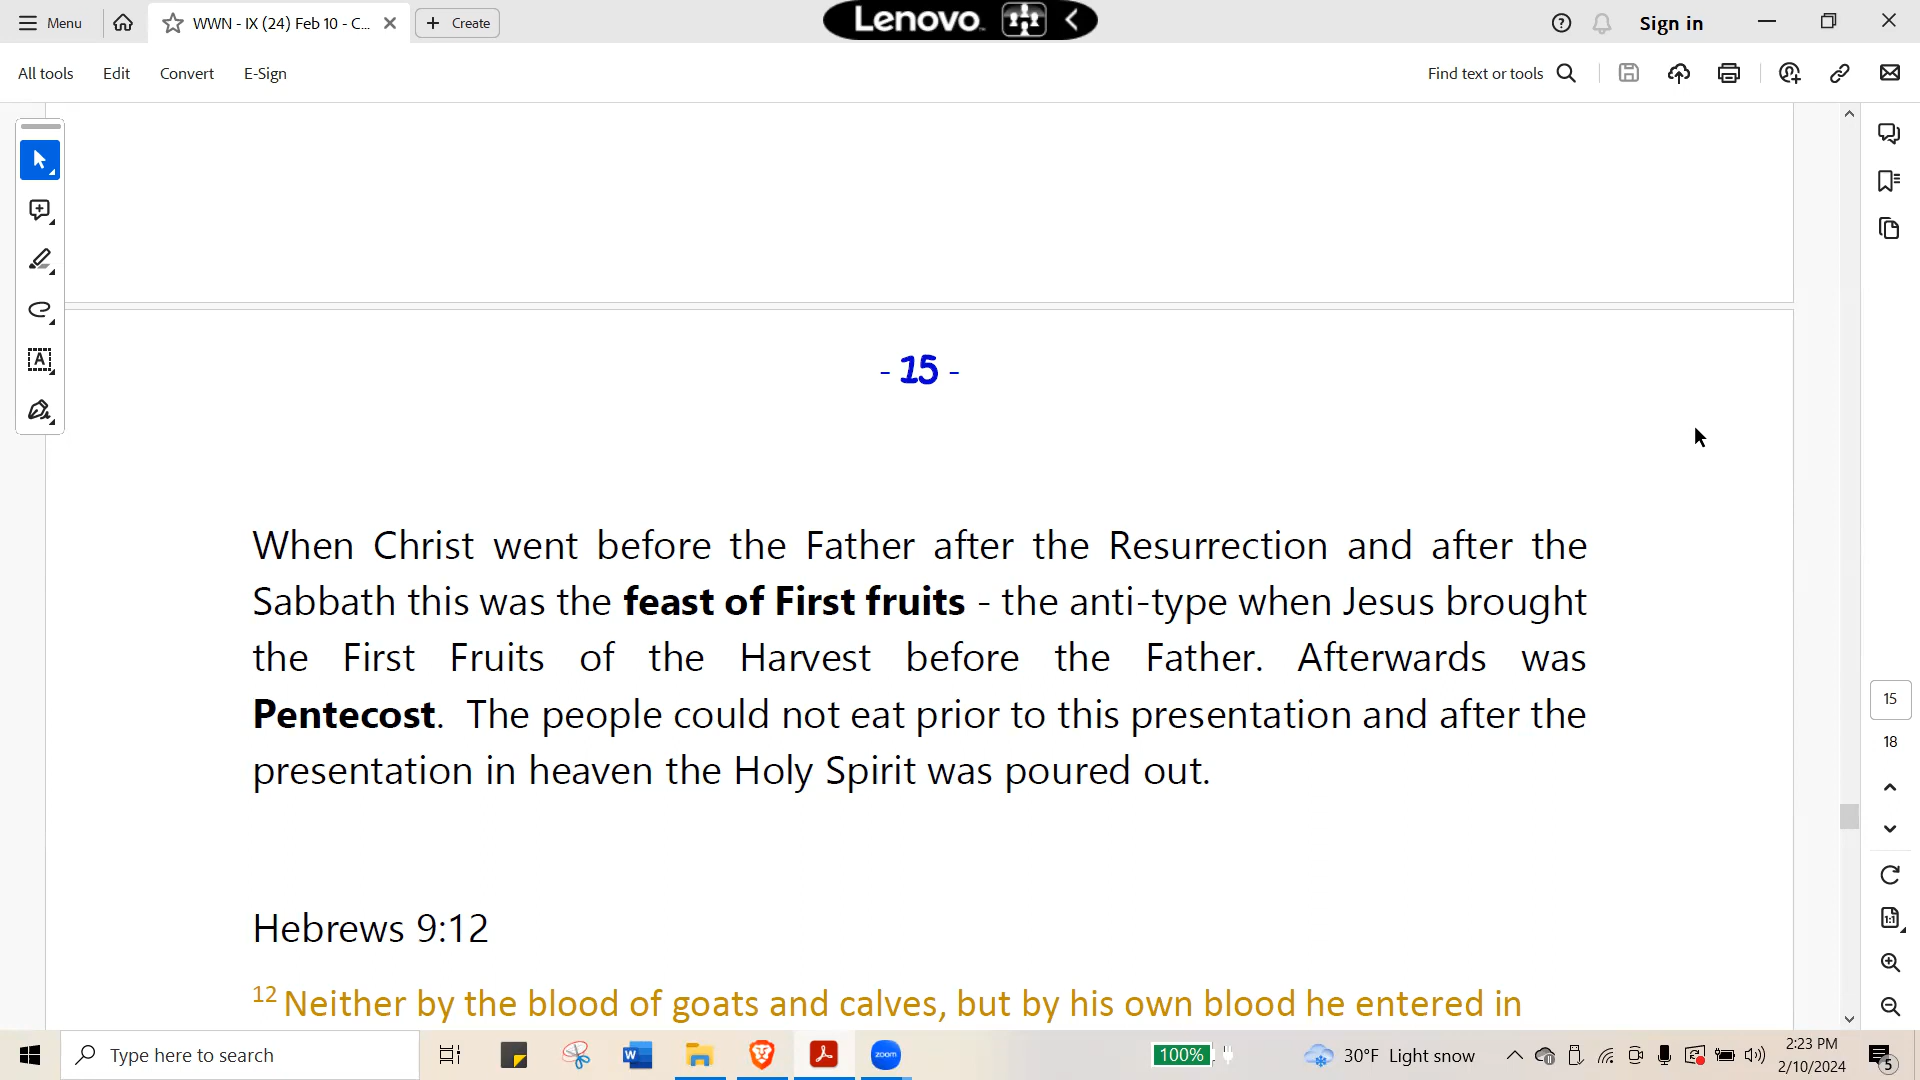 Menu
WWN - IX (24) Feb 10 - C...
Create
Lenovo
Sign in
All tools
Edit
Convert
E-Sign
Find text or tools
- 15 -
When Christ went before the Father after the Resurrection and after the
Sabbath this was the feast of First fruits - the anti-type when Jesus brought
the First Fruits of the Harvest before the Father. Afterwards was
Pentecost. The people could not eat prior to this presentation and after the
presentation in heaven the Holy Spirit was poured out.
Hebrews 9:12
12 Neither by the blood of goats and calves, but by his own blood he entered in
15
18
Type here to search
zoom
100%
30°F Light snow
2:23 PM
2/10/2024
5